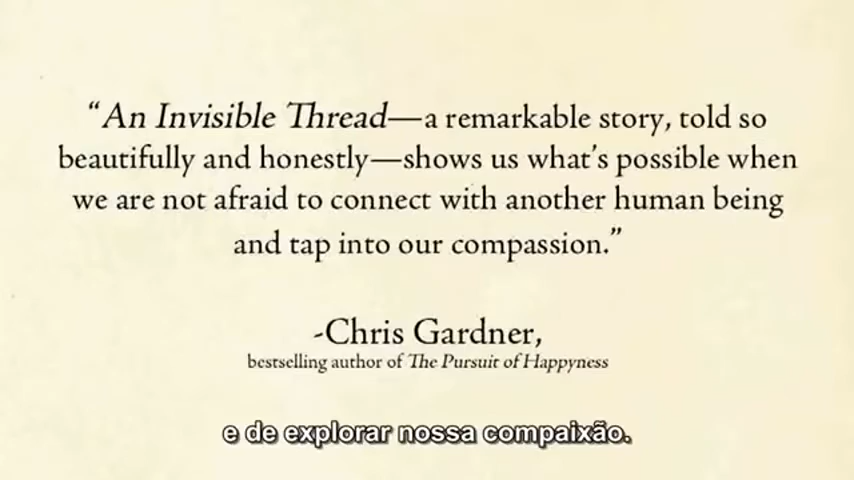 “An Invisible Thread—a remarkable story, told so
beautifully and honestly—shows us what’s possible when
we are not afraid to connect with another human being
and tap into our compassion.”
-Chris Gardner,
bestselling author of The Pursuit of Happyness
e de explorar nossa compaixão.